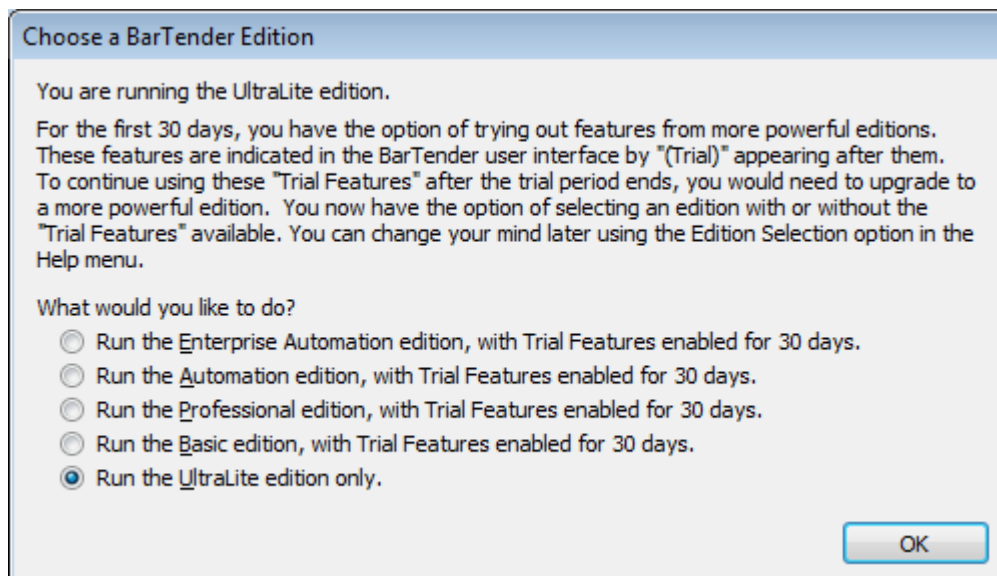 Choose a BarTender Edition
You are running the UltraLite edition.
For the first 30 days, you have the option of trying out features from more powerful editions.
These features are indicated in the BarTender user interface by "(Trial)" appearing after them.
To continue using these "Trial Features" after the trial period ends, you would need to upgrade to
a more powerful edition.  You now have the option of selecting an edition with or without the
"Trial Features" available. You can change your mind later using the Edition Selection option in the
Help menu.
What would you like to do?
Run the Enterprise Automation edition, with Trial Features enabled for 30 days.
Run the Automation edition, with Trial Features enabled for 30 days.
Run the Professional edition, with Trial Features enabled for 30 days.
Run the Basic edition, with Trial Features enabled for 30 days.
Run the UltraLite edition only.
OK